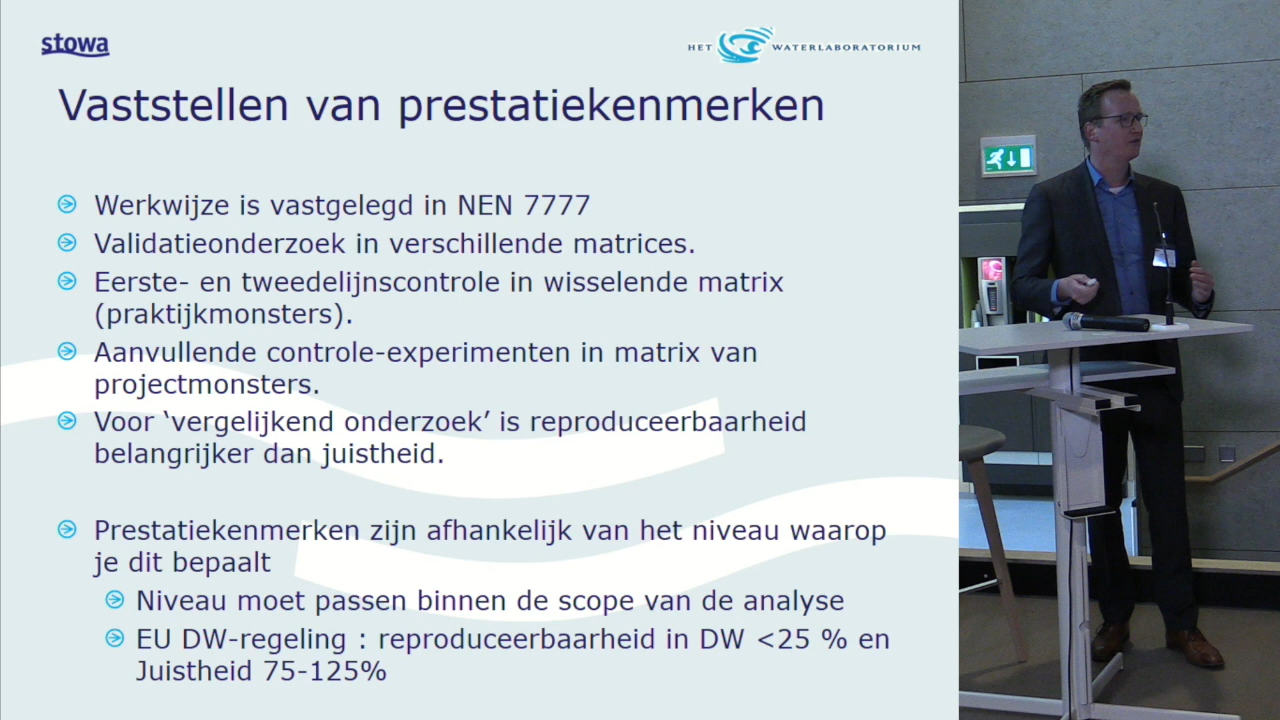 stowa
HET WATERLABORATORIUM
Vaststellen van prestatiekenmerken
Werkwijze is vastgelegd in NEN 7777
Validatieonderzoek in verschillende matrices.
Eerste- en tweedelijnscontrole in wisselende matrix
(praktijkmonsters).
Aanvullende controle-experimenten in matrix van
projectmonsters.
Voor ‘vergelijkend onderzoek’ is reproduceerbaarheid
belangrijker dan juistheid.
Prestatiekenmerken zijn afhankelijk van het niveau waarop
je dit bepaalt
Niveau moet passen binnen de scope van de analyse
EU DW-regeling : reproduceerbaarheid in DW <25 % en
Juistheid 75-125%